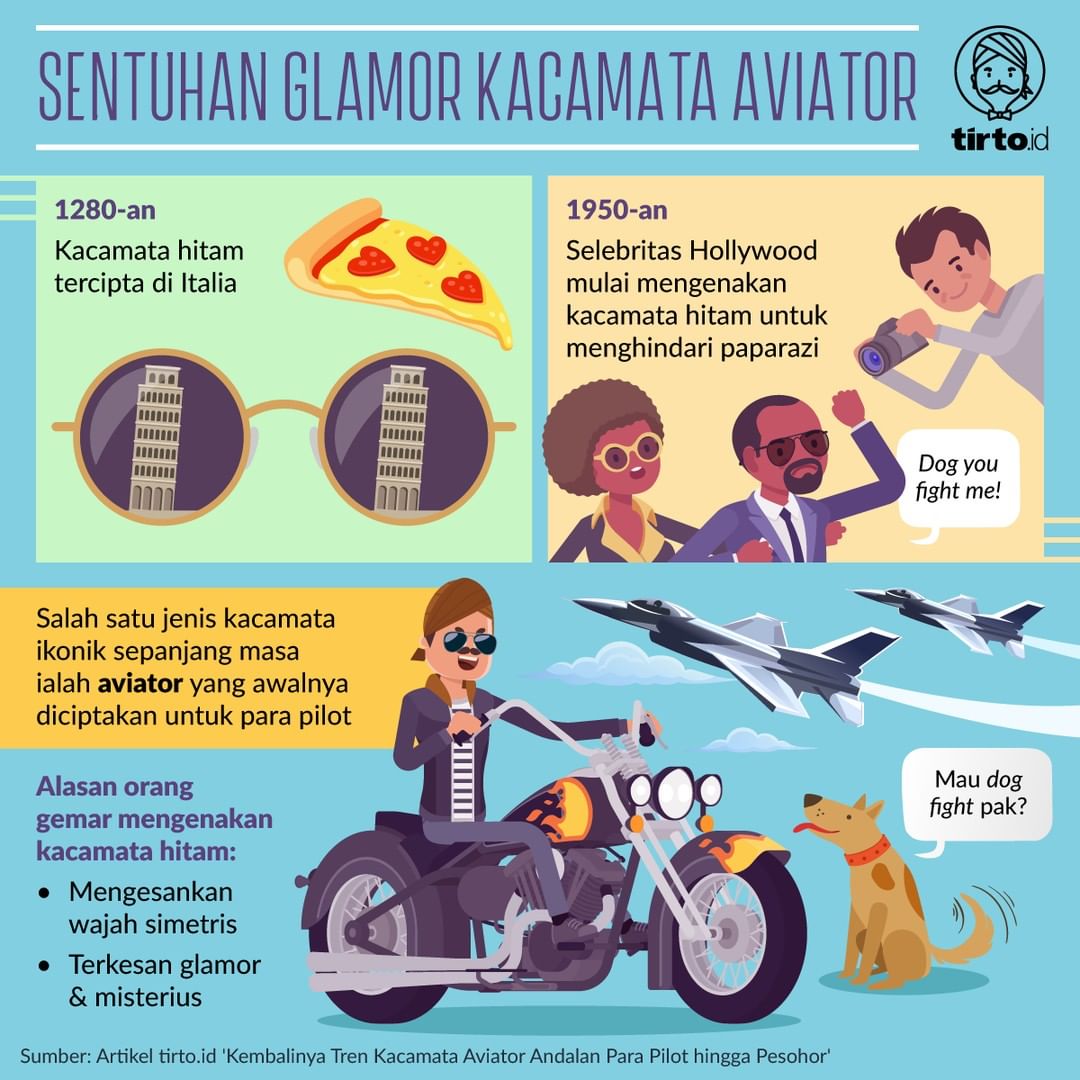 SENTUHAN GLAMOR KACAMATA AVIATOR
tirto.id
1280-an
Kacamata hitam
tercipta di Italia
1950-an
Selebritas Hollywood
mulai mengenakan
kacamata hitam untuk
menghindari paparazi
Dog you
fight me!
Salah satu jenis kacamata
ikonik sepanjang masa
ialah aviator yang awalnya
diciptakan untuk para pilot
Alasan orang
gemar mengenakan
kacamata hitam:
• Mengesankan
wajah simetris
• Terkesan glamor
& misterius
Mau dog
fight pak?
Sumber: Artikel tirto.id 'Kembalinya Tren Kacamata Aviator Andalan Para Pilot hingga Pesohor'